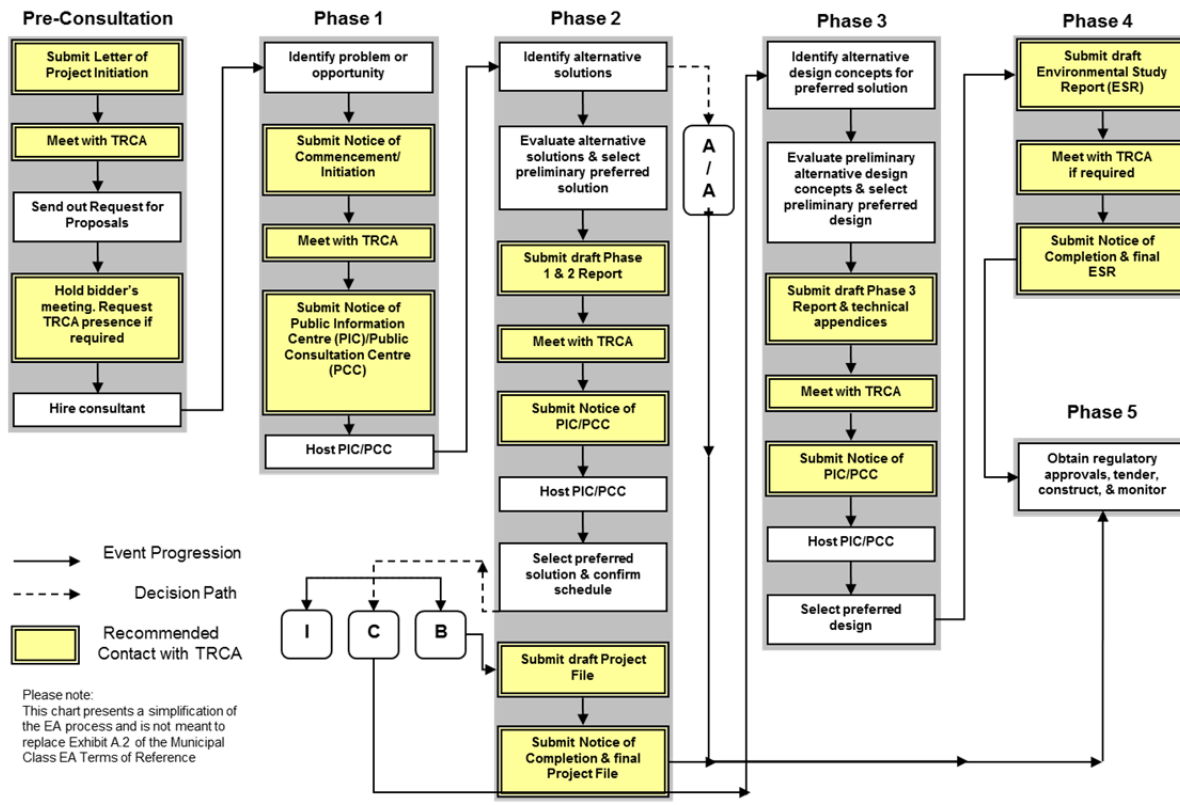 Pre-Consultation
Submit Letter of
Project Initiation
Meet with TRCA
Send out Request for
Proposals
Hold bidder's
meeting. Request
TRCA presence if
required
Hire consultant
Phase 1
Identify problem or
opportunity
Submit Notice of
Commencement/
Initiation
Meet with TRCA
Submit Notice of
Public Information
Centre (PIC)/Public
Consultation Centre
(PCC)
Host PIC/PCC
Phase 2
Identify alternative
solutions
Evaluate alternative
solutions & select
preliminary preferred
solution
Submit draft Phase
1 & 2 Report
Meet with TRCA
Submit Notice of
PIC/PCC
Host PIC/PCC
Select preferred
solution & confirm
schedule
Submit draft Project
File
Submit Notice of
Completion & final
Project File
A
/
A
I
C
B
Phase 3
Identify alternative
design concepts for
preferred solution
Evaluate preliminary
alternative design
concepts & select
preliminary preferred
design
Submit draft Phase 3
Report & technical
appendices
Meet with TRCA
Submit Notice of
PIC/PCC
Host PIC/PCC
Select preferred
design
Phase 4
Submit draft
Environmental Study
Report (ESR)
Meet with TRCA
if required
Submit Notice of
Completion & final
ESR
Phase 5
Obtain regulatory
approvals, tender,
construct, & monitor
Event Progression
Decision Path
Recommended
Contact with TRCA
Please note:
This chart presents a simplification of
the EA process and is not meant to
replace Exhibit A.2 of the Municipal
Class EA Terms of Reference